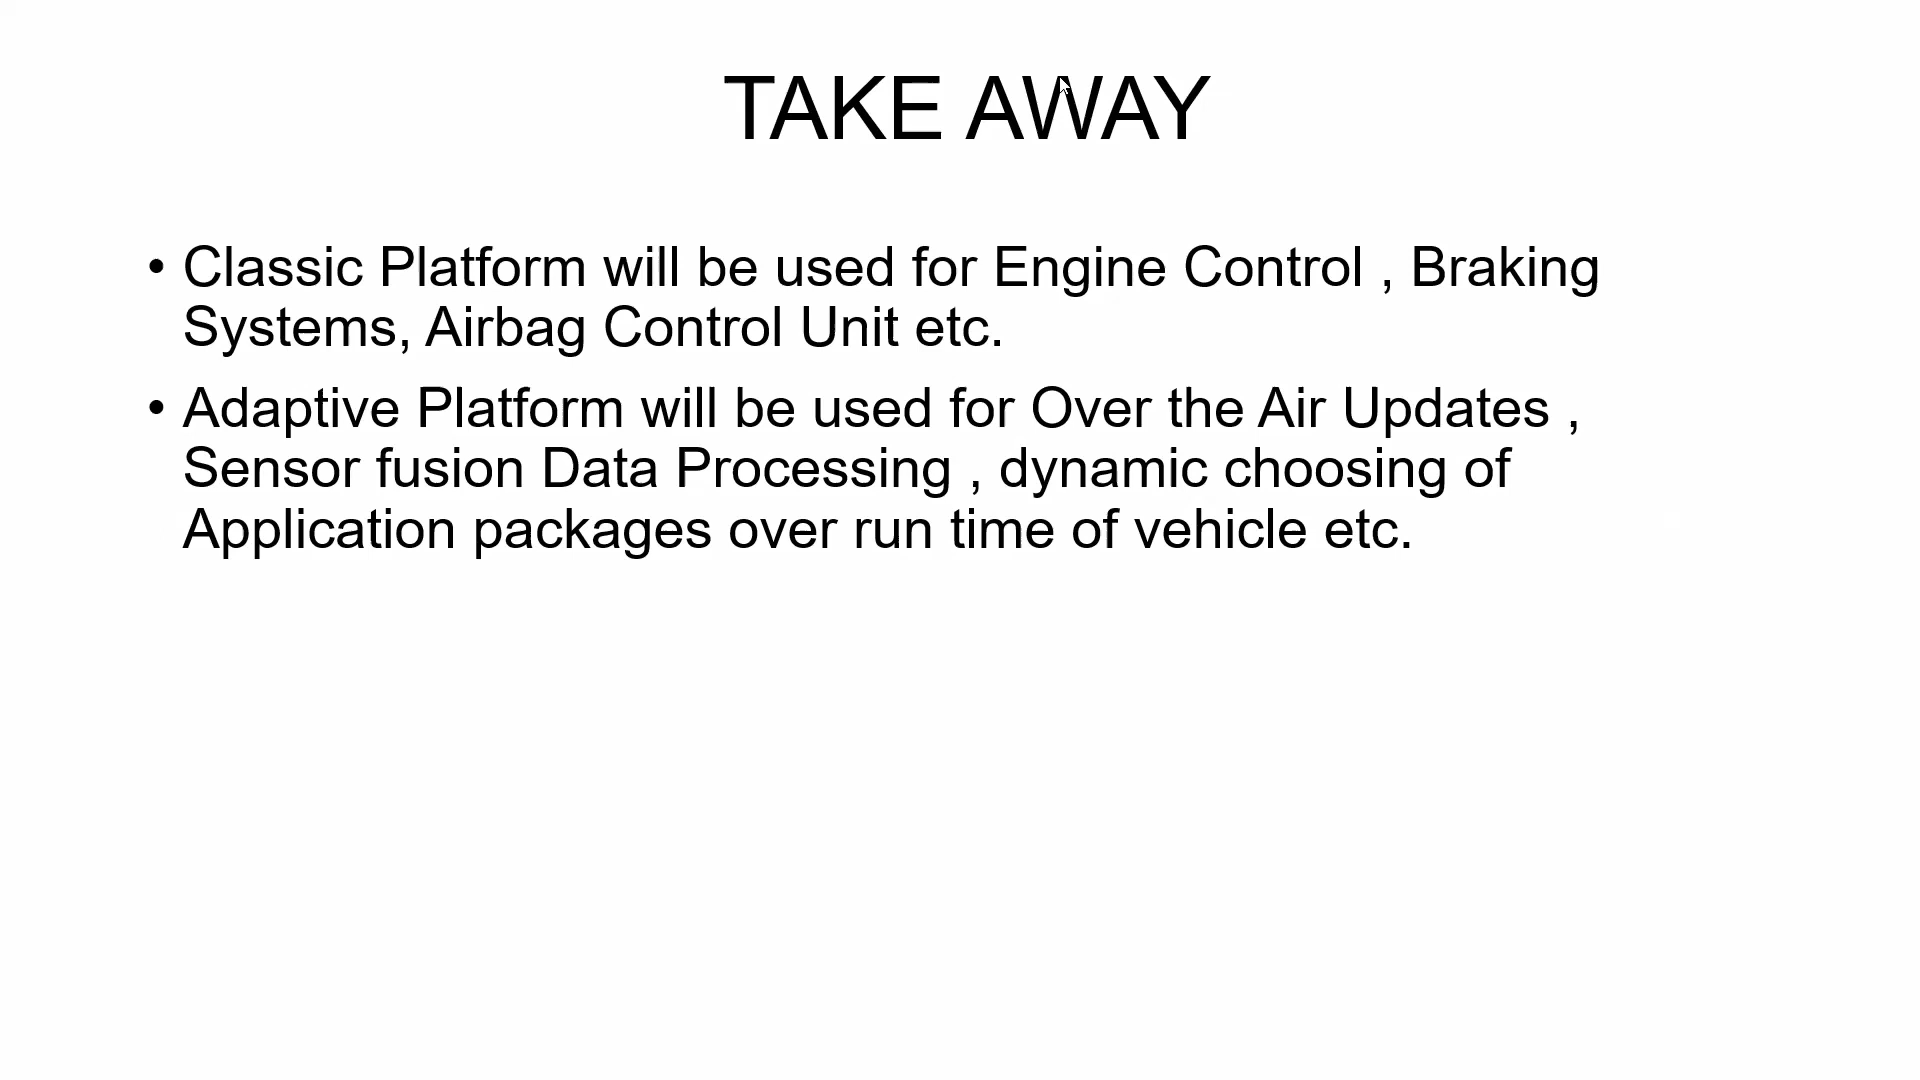 TAKE AWAY
• Classic Platform will be used for Engine Control , Braking
Systems, Airbag Control Unit etc.
• Adaptive Platform will be used for Over the Air Updates ,
Sensor fusion Data Processing , dynamic choosing of
Application packages over run time of vehicle etc.